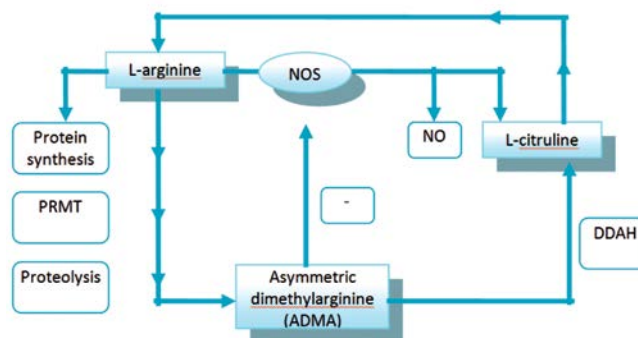 L-arginine
NOS
Protein
synthesis
NO
L-citruline
PRMT
-
DDAH
Proteolysis
Asymmetric
dimethylarginine
(ADMA)